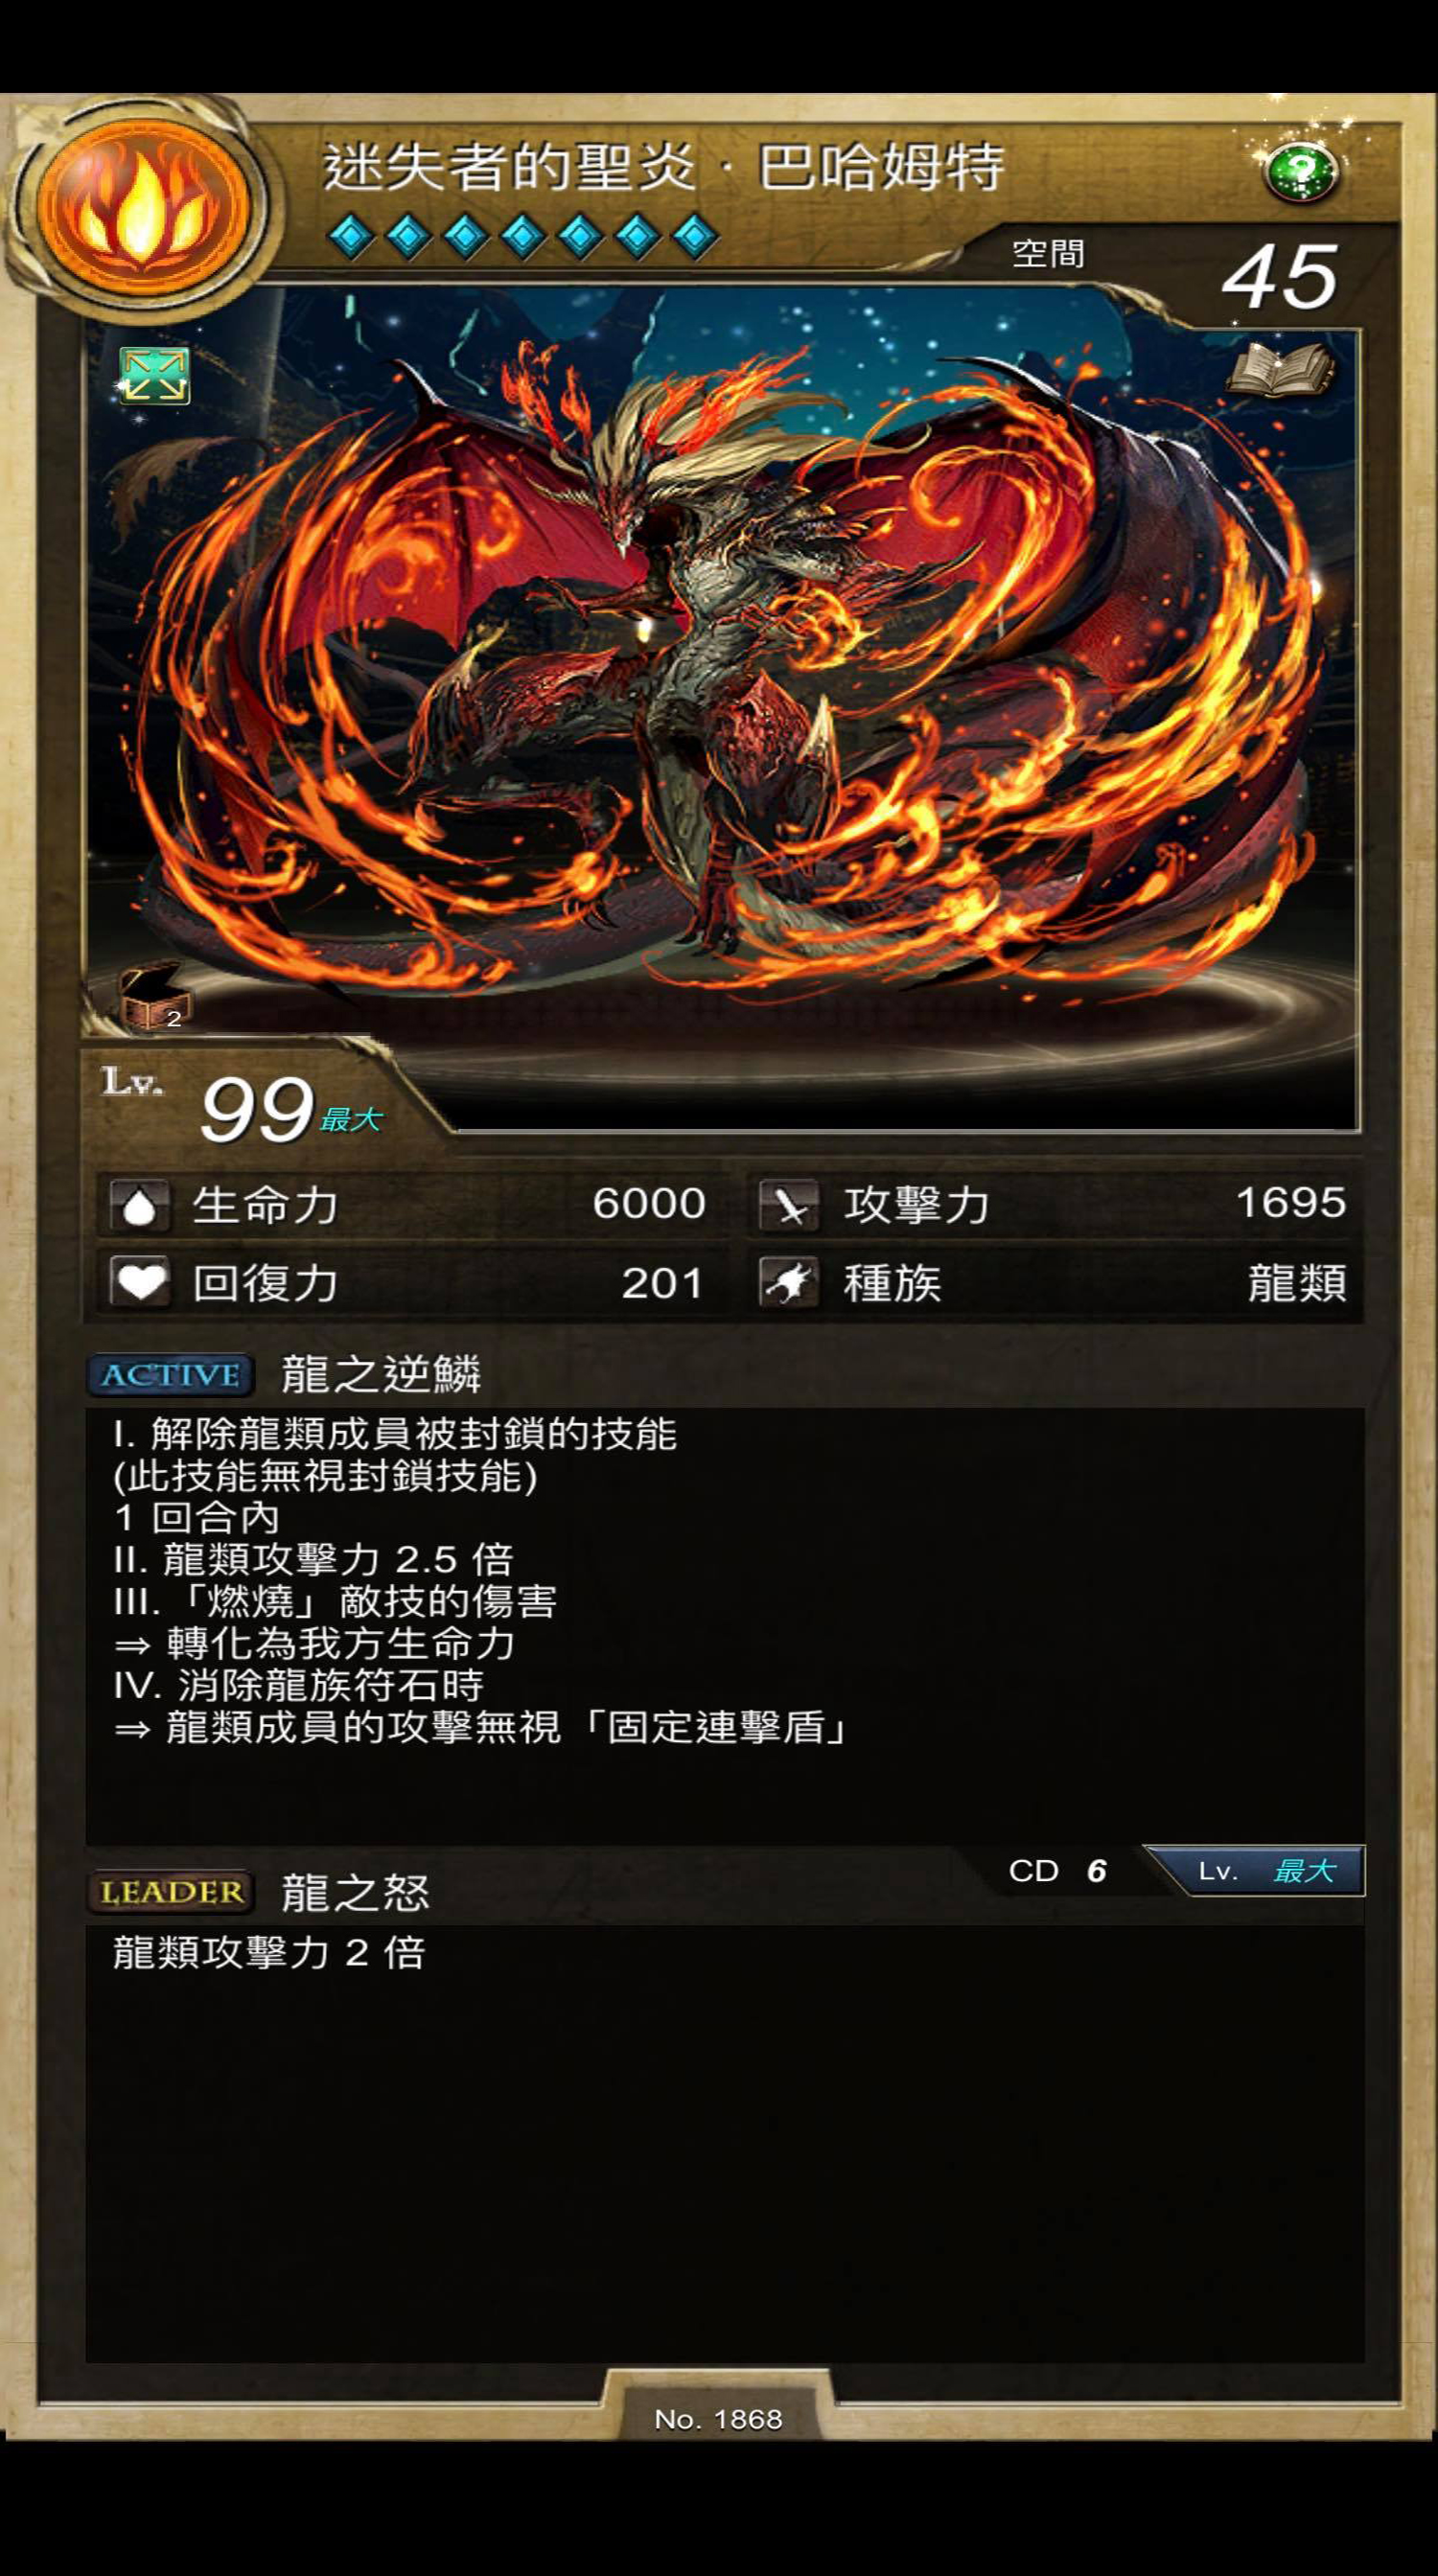 迷失者的聖炎 · 巴哈姆特
空間 45
2
Lv. 99 最大
生命力 6000 攻擊力 1695
回復力 201 種族 龍類
ACTIVE 龍之逆鱗
I. 解除龍類成員被封鎖的技能
(此技能無視封鎖技能)
1 回合內
II. 龍類攻擊力 2.5 倍
III.「燃燒」敵技的傷害
⇒ 轉化為我方生命力
IV. 消除龍族符石時
⇒ 龍類成員的攻擊無視「固定連擊盾」
CD 6 Lv. 最大
LEADER 龍之怒
龍類攻擊力 2 倍
No. 1868